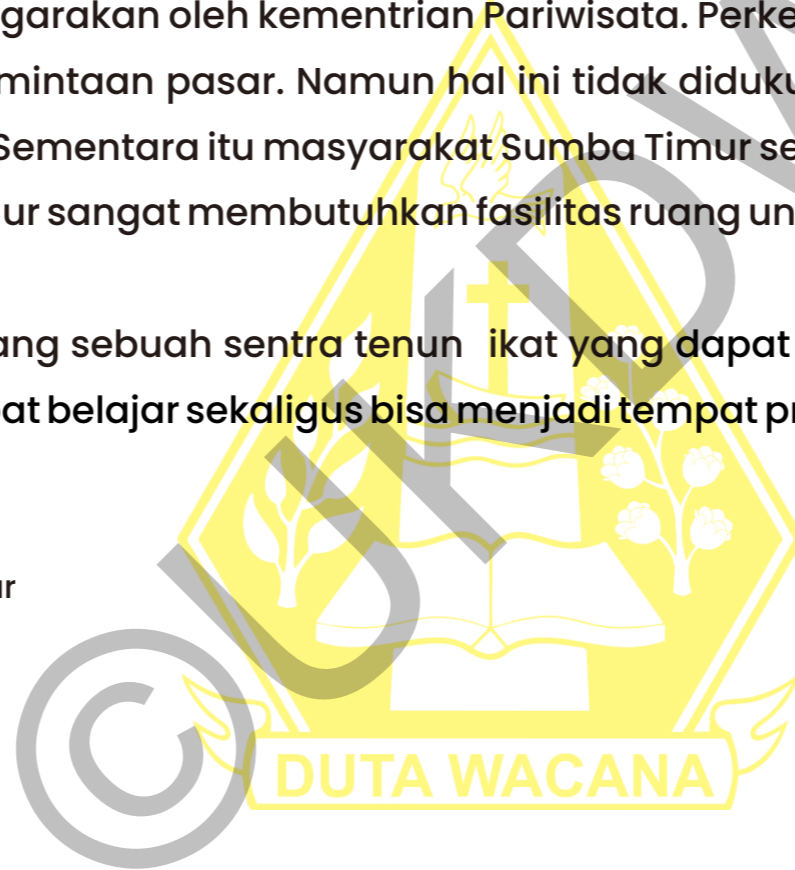 garakan oleh kementrian Pariwisata. Perke
mintaan pasar. Namun hal ini tidak diduku
Sementara itu masyarakat Sumba Timur se
ur sangat membutuhkan fasilitas ruang un
ang sebuah sentra tenun ikat yang dapat
at belajar sekaligus bisa menjadi tempat pr
ur
©UKDW
DUTA WACANA